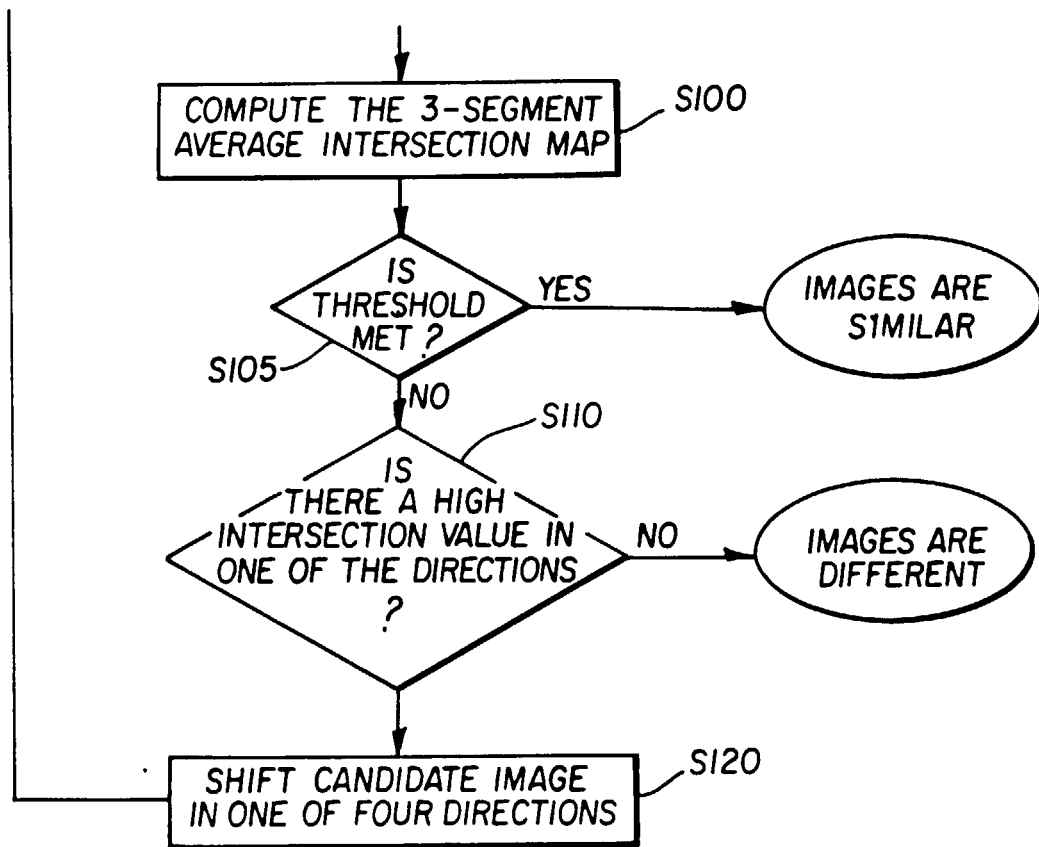 COMPUTE THE 3-SEGMENT
AVERAGE INTERSECTION MAP
S100
IS
THRESHOLD
MET ?
S105
YES
IMAGES ARE
SIMILAR
NO
S110
IS
THERE A HIGH
INTERSECTION VALUE IN
ONE OF THE DIRECTIONS
?
NO
IMAGES ARE
DIFFERENT
SHIFT CANDIDATE IMAGE
IN ONE OF FOUR DIRECTIONS
S120